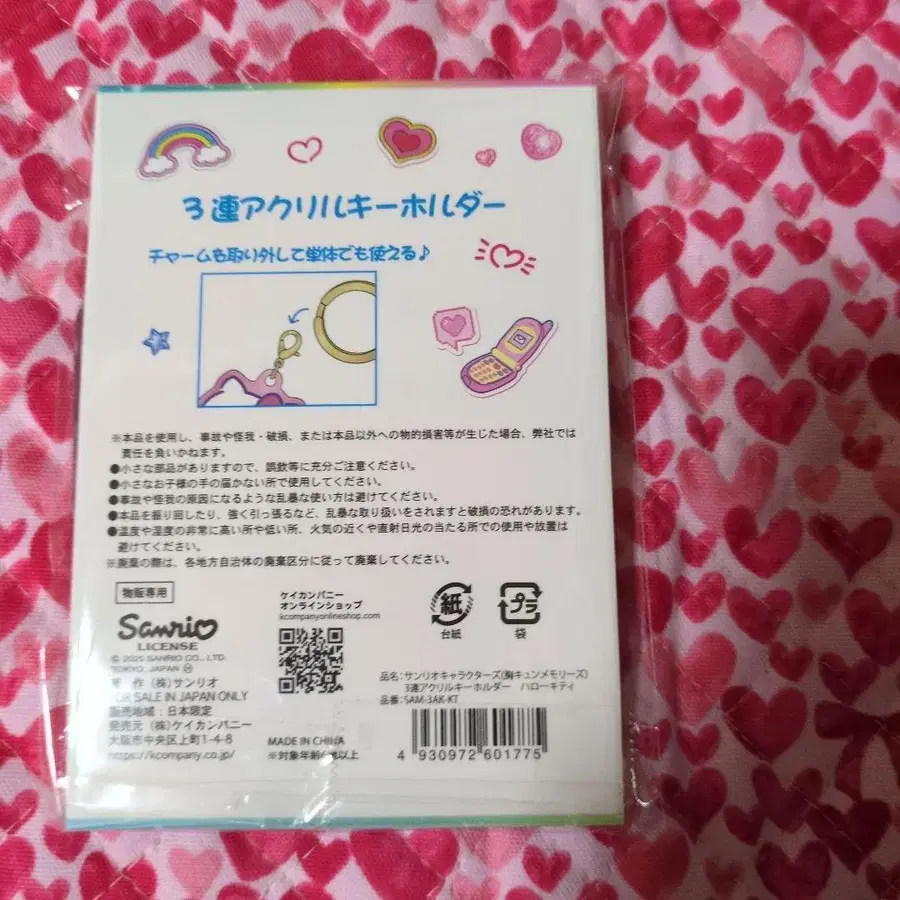 3連アクリルキーホルダー
チャームを取り外して単体でも使える♪
※本品を使用し、事故や怪我・破損、または本品以外への物的損害等が生じた場合、弊社では
責任を負いかねます。
●小さな部品がありますので、誤飲等に充分ご注意ください。
●小さなお子様の手の届かない所で使用してください。
●事故や怪我の原因になるような乱暴な使い方は避けてください。
●本品を振り回したり、強く引っ張るなど、乱暴な取り扱いをされますと破損の恐れがあります。
●温度や湿度の非常に高い所や低い所、火気の近くや直射日光の当たる所での使用や放置は
避けてください。
※廃棄の際は、各地方自治体の廃棄区分に従って廃棄してください。
物販専用
Sanrio
LICENSE
© 2025 SANRIO CO., LTD.
TOKYO, JAPAN Ⓗ
著 作 (株)サンリオ
FOR SALE IN JAPAN ONLY
販売地域:日本限定
発売元 (株)ケイカンパニー
大阪市中央区上町1-4-8
https://kcompany.co.jp/
ケイカンパニー
オンラインショップ
kcompanyonlineshop.com
MADE IN CHINA
※対象年齢6歳以上
紙
台紙
プラ
袋
品名:サンリオキャラクターズ(胸キュンメモリーズ)
3連アクリルキーホルダー ハローキティ
品番:SAM-3AK-KT
4 930972 601775